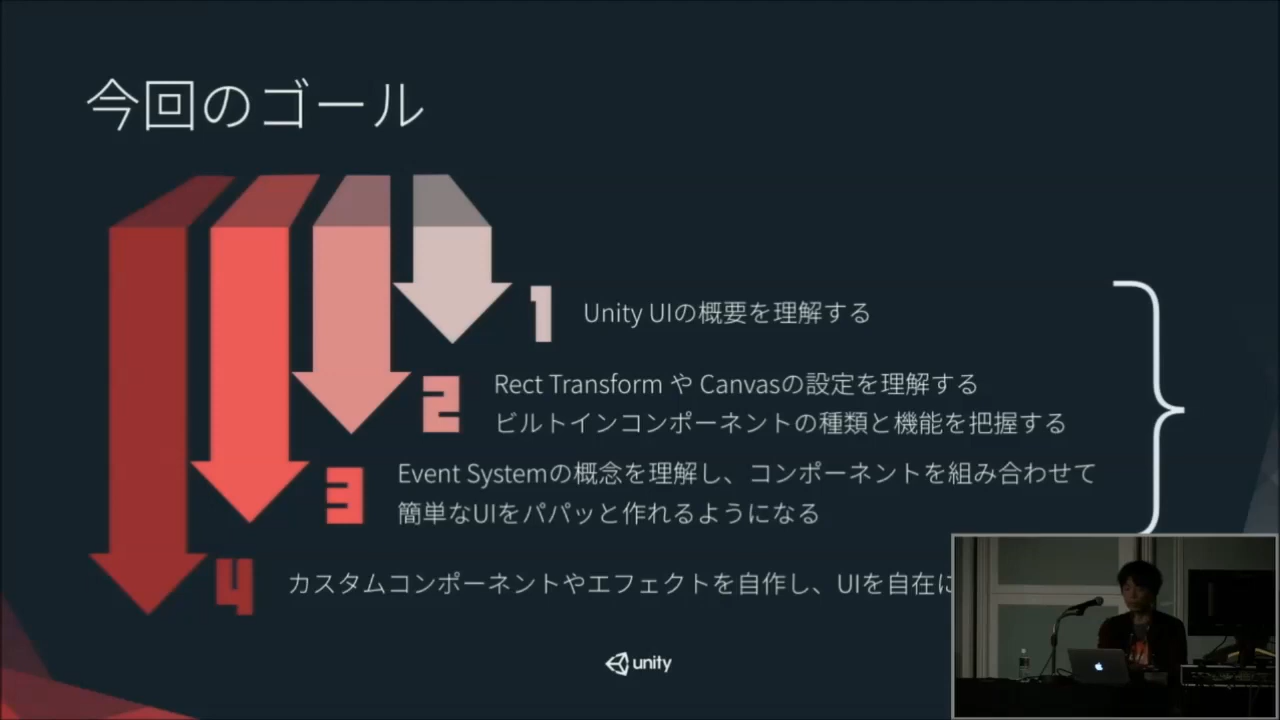 今回のゴール
1
Unity UIの概要を理解する
2
Rect Transform や Canvasの設定を理解する
ビルトインコンポーネントの種類と機能を把握する
3
Event Systemの概念を理解し、コンポーネントを組み合わせて
簡単なUIをパパッと作れるようになる
4
カスタムコンポーネントやエフェクトを自作し、UIを自在に
unity